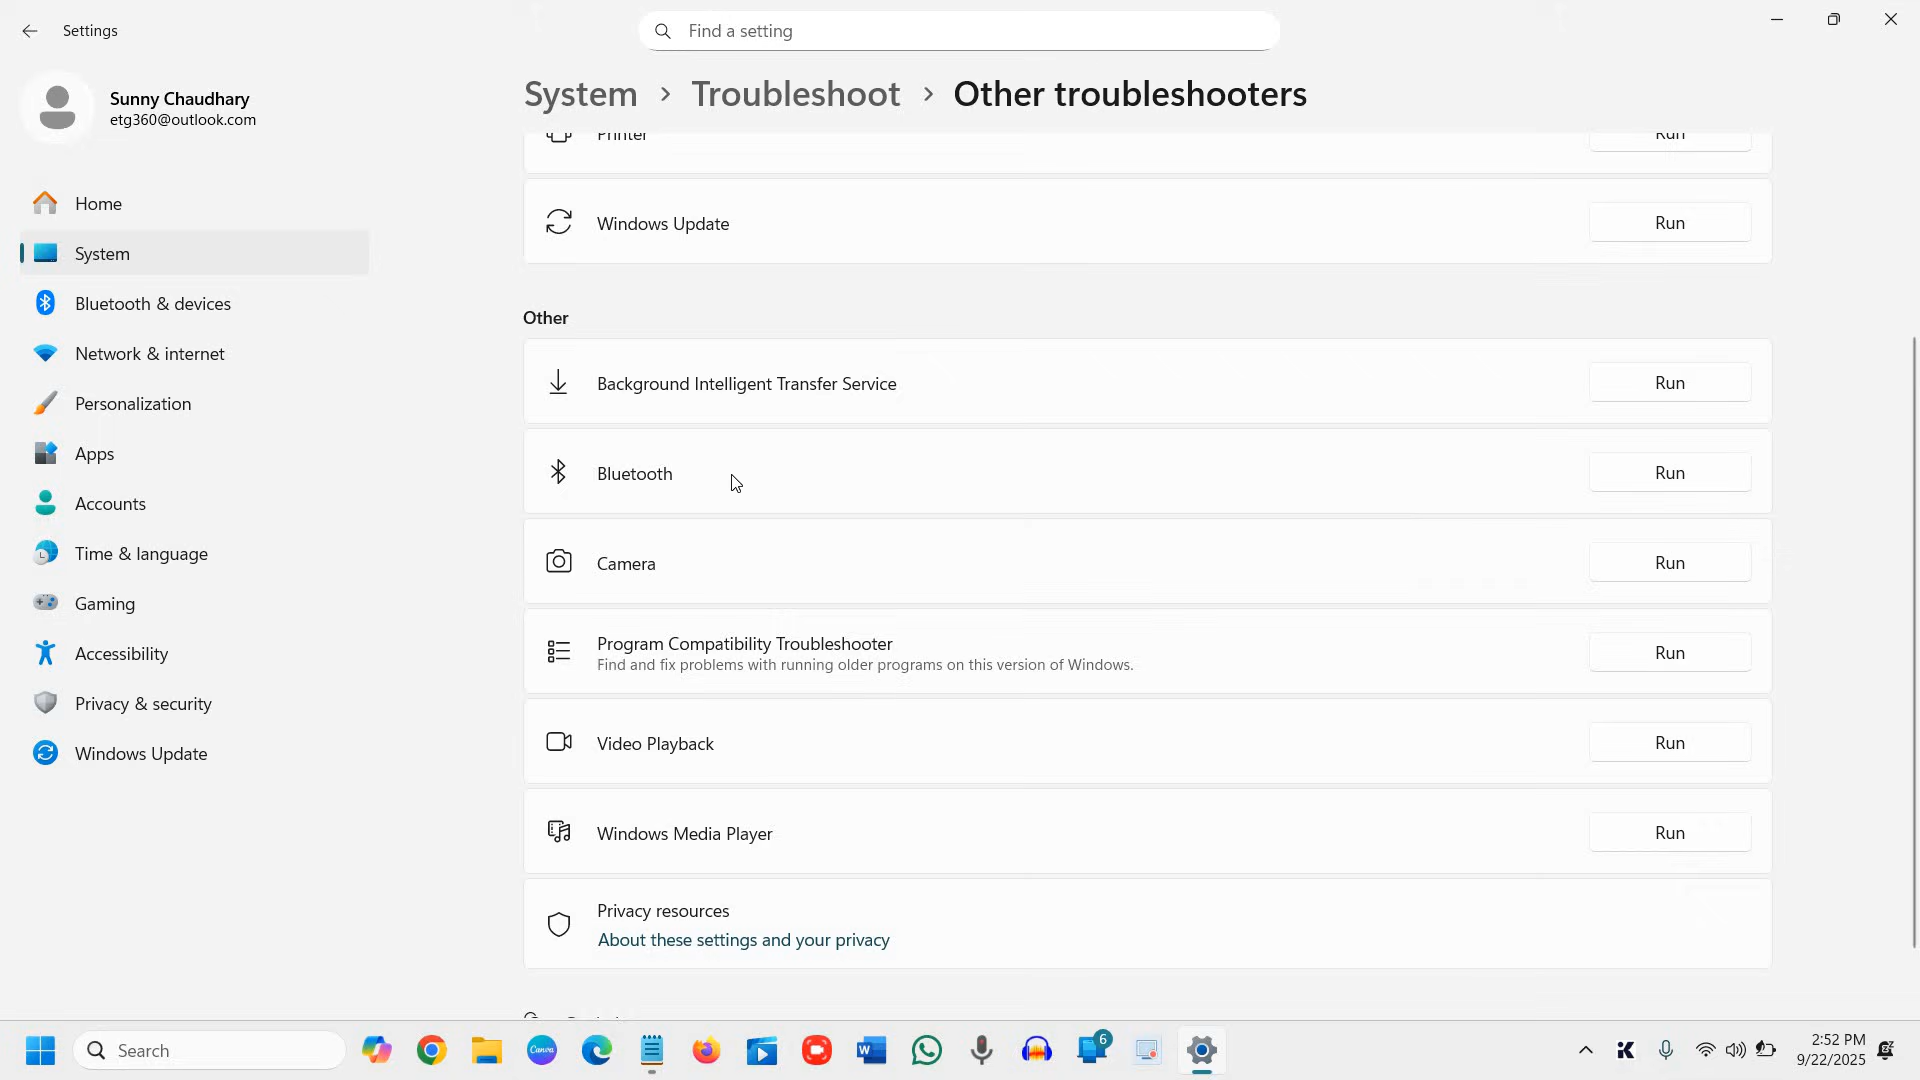 Settings
Find a setting
Sunny Chaudhary
etg360@outlook.com
System > Troubleshoot > Other troubleshooters
Home
System
Bluetooth & devices
Network & internet
Personalization
Apps
Accounts
Time & language
Gaming
Accessibility
Privacy & security
Windows Update
Printer Run
Windows Update Run
Other
Background Intelligent Transfer Service Run
Bluetooth Run
Camera Run
Program Compatibility Troubleshooter Run
Find and fix problems with running older programs on this version of Windows.
Video Playback Run
Windows Media Player Run
Privacy resources
About these settings and your privacy
Search
Canva
6
2:52 PM
9/22/2025